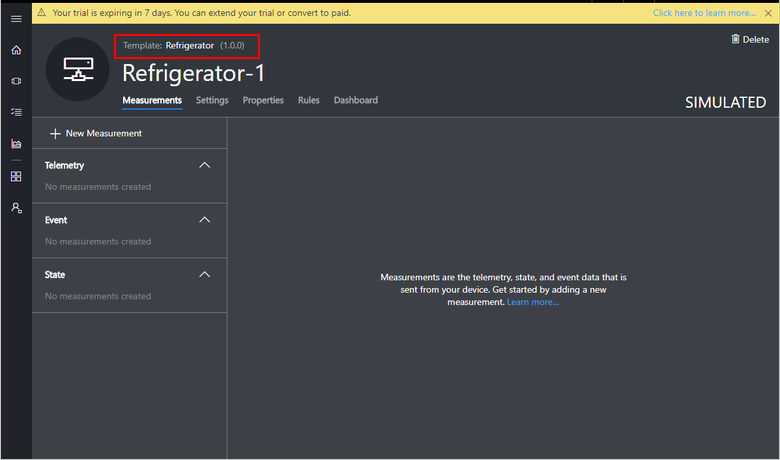 Your trial is expiring in 7 days. You can extend your trial or convert to paid.
Click here to learn more...
Template: Refrigerator (1.0.0)
Delete
Refrigerator-1
Measurements Settings Properties Rules Dashboard
SIMULATED
New Measurement
Telemetry
No measurements created
Event
No measurements created
State
No measurements created
Measurements are the telemetry, state, and event data that is
sent from your device. Get started by adding a new
measurement. Learn more...